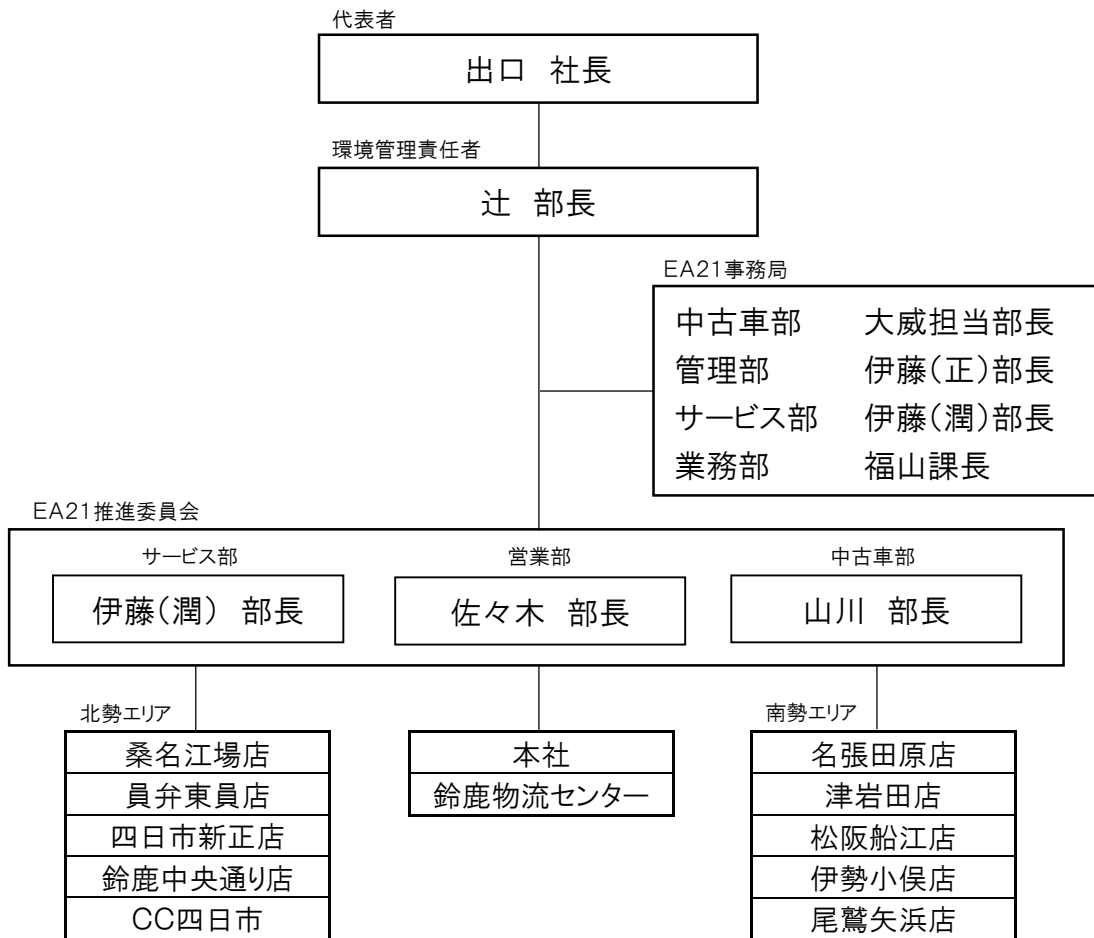 代表者
出口 社長
環境管理責任者
辻 部長
EA21事務局
中古車部 大威担当部長
管理部 伊藤(正)部長
サービス部 伊藤(潤)部長
業務部 福山課長
EA21推進委員会
サービス部 営業部 中古車部
伊藤(潤) 部長 佐々木 部長 山川 部長
北勢エリア
桑名江場店
員弁東員店
四日市新正店
鈴鹿中央通り店
CC四日市
本社
鈴鹿物流センター
南勢エリア
名張田原店
津岩田店
松阪船江店
伊勢小俣店
尾鷲矢浜店